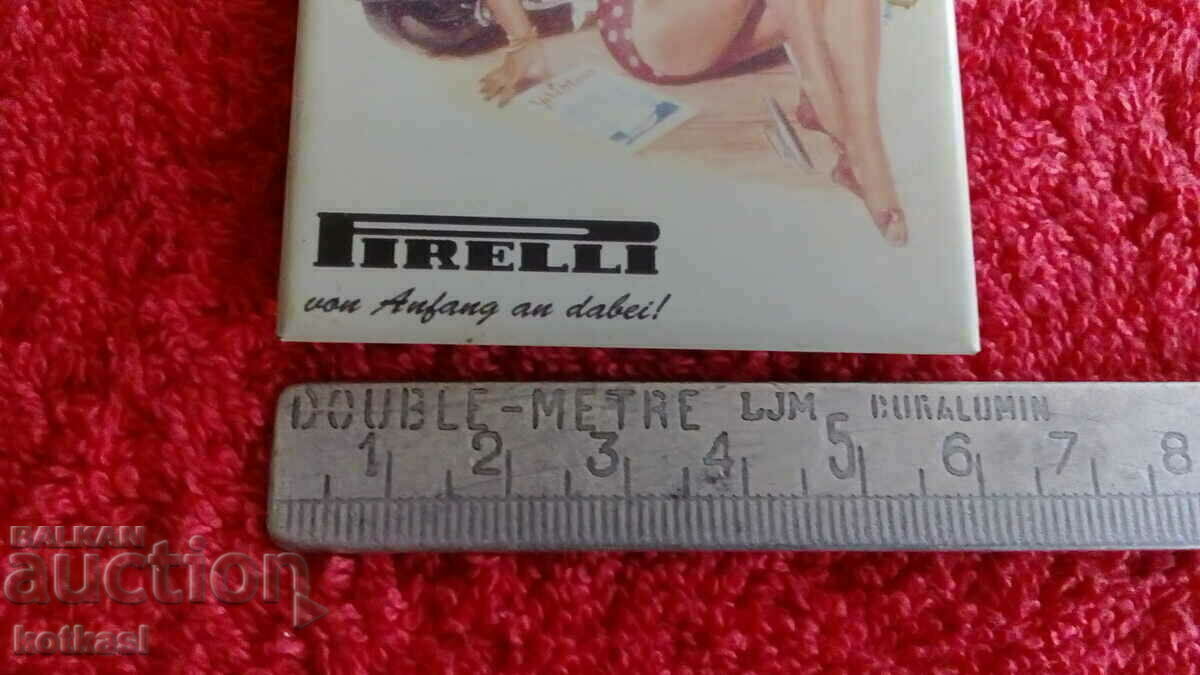 PIRELLI
von Anfang an dabei!
DOUBLE-METRE LJM DURALUMIN
1 2 3 4 5 6 7 8
BALKAN
auction
kotkasl